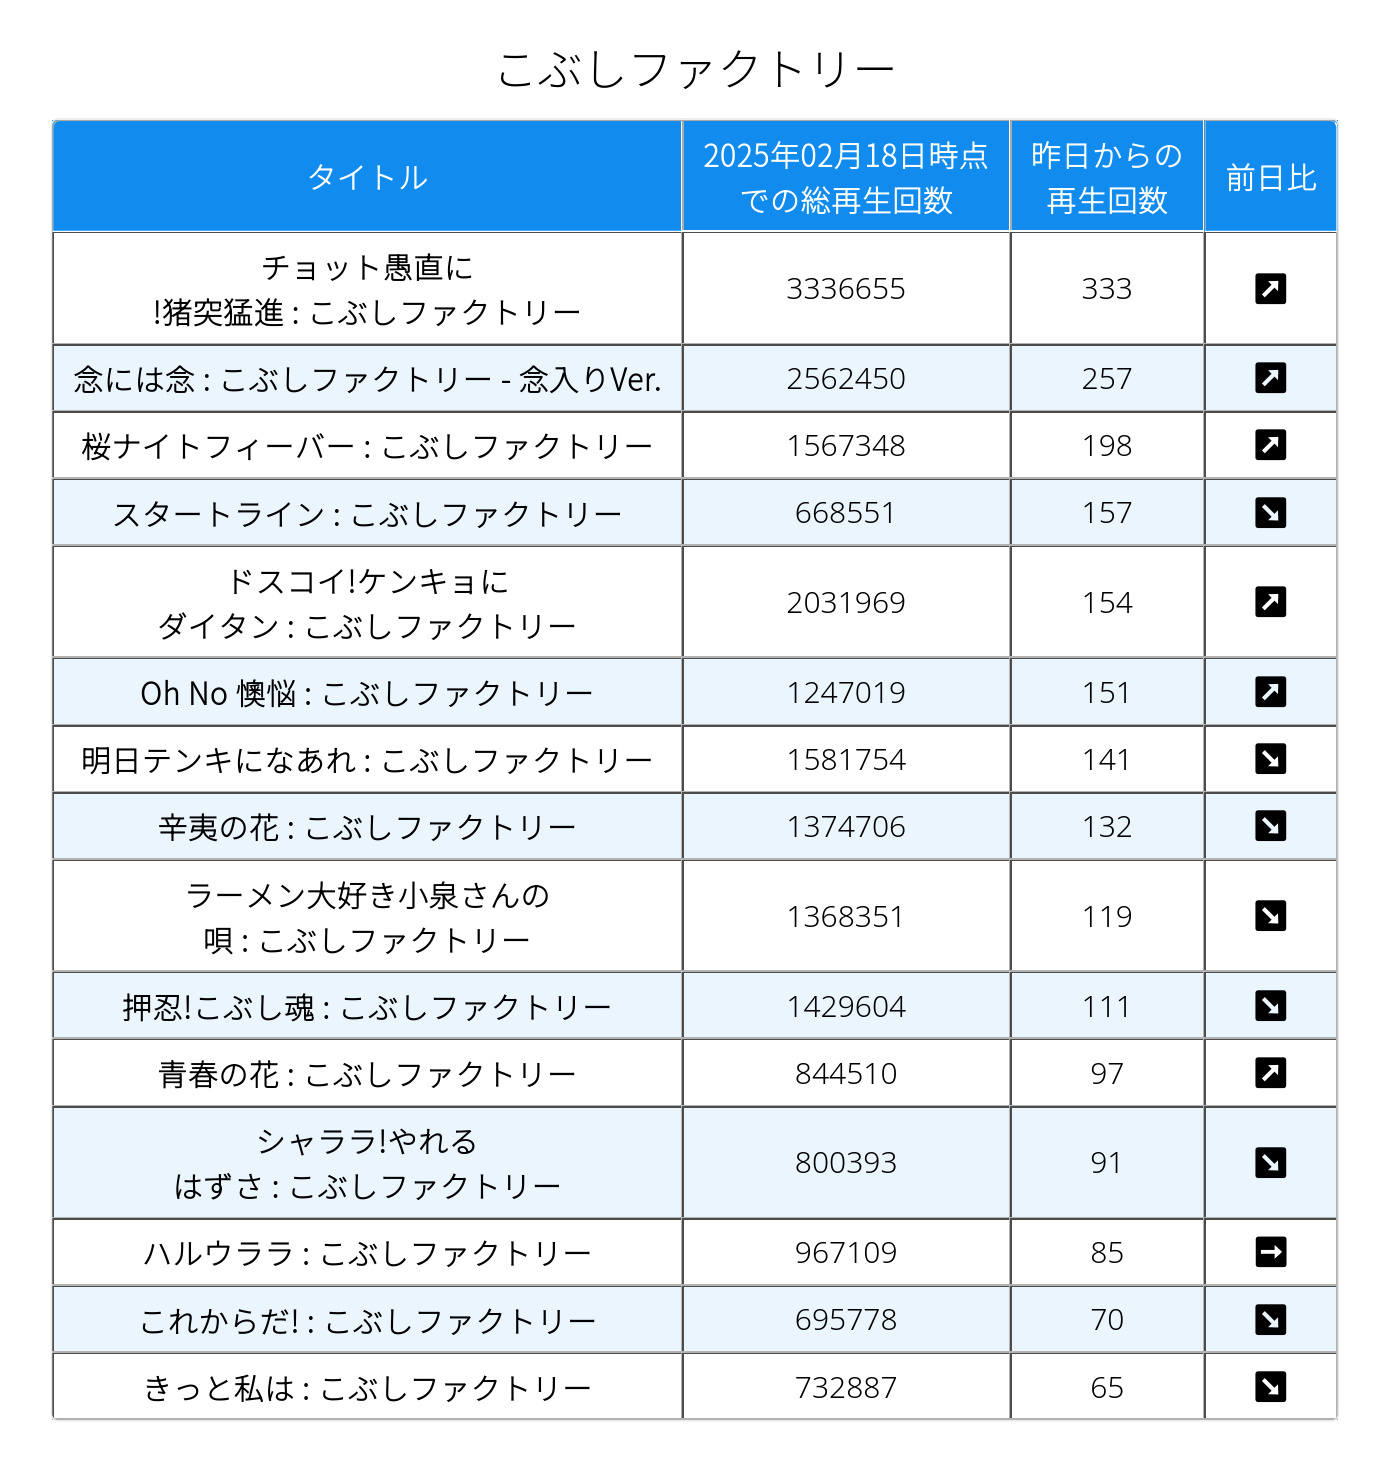 こぶしファクトリー
タイトル
2025年02月18日時点
での総再生回数
昨日からの
再生回数
前日比
チョット愚直に
!猪突猛進 : こぶしファクトリー
3336655
333
↗
念には念 : こぶしファクトリー - 念入りVer.
2562450
257
↗
桜ナイトフィーバー : こぶしファクトリー
1567348
198
↗
スタートライン : こぶしファクトリー
668551
157
↘
ドスコイ!ケンキョに
ダイタン : こぶしファクトリー
2031969
154
↗
Oh No 懊悩 : こぶしファクトリー
1247019
151
↗
明日テンキになあれ : こぶしファクトリー
1581754
141
↘
辛夷の花 : こぶしファクトリー
1374706
132
↘
ラーメン大好き小泉さんの
唄 : こぶしファクトリー
1368351
119
↘
押忍!こぶし魂 : こぶしファクトリー
1429604
111
↘
青春の花 : こぶしファクトリー
844510
97
↗
シャララ!やれる
はずさ : こぶしファクトリー
800393
91
↘
ハルウララ : こぶしファクトリー
967109
85
→
これからだ! : こぶしファクトリー
695778
70
↘
きっと私は : こぶしファクトリー
732887
65
↘